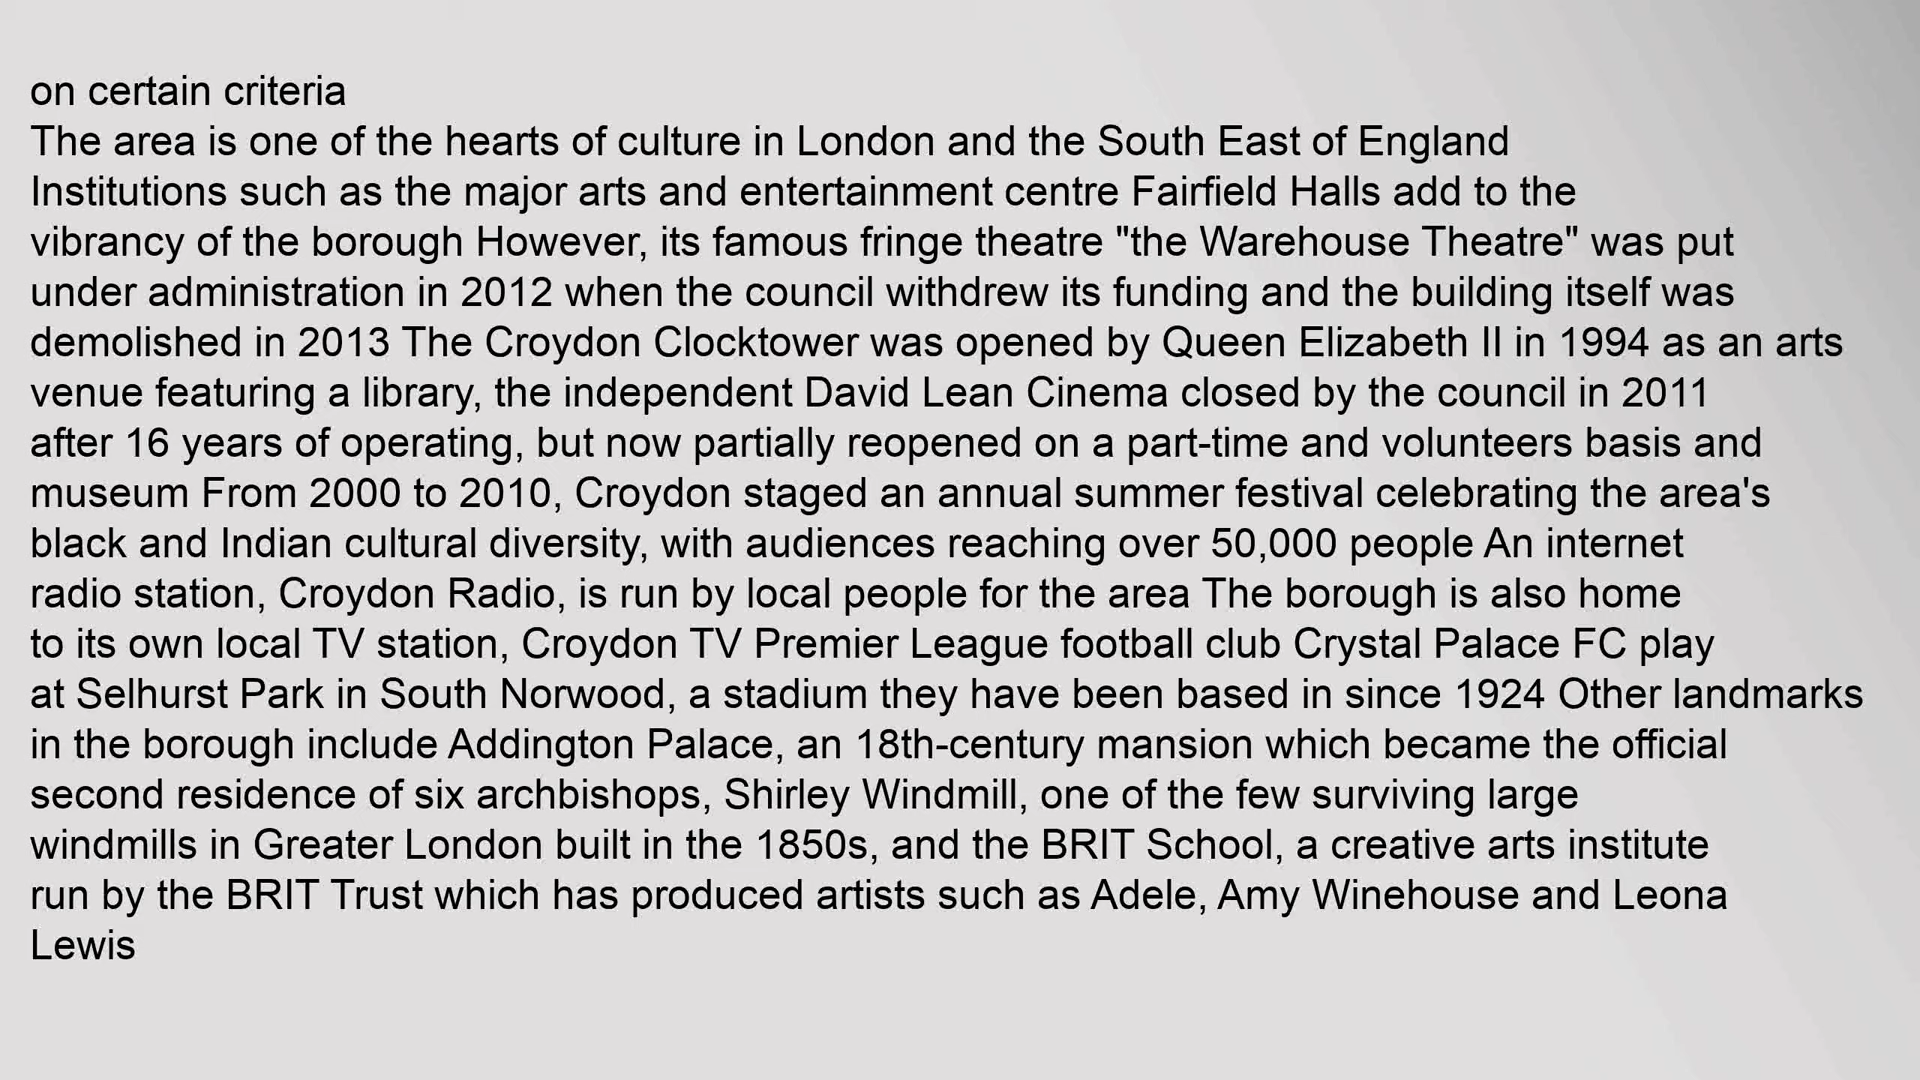 on certain criteria
The area is one of the hearts of culture in London and the South East of England
Institutions such as the major arts and entertainment centre Fairfield Halls add to the
vibrancy of the borough However, its famous fringe theatre "the Warehouse Theatre" was put
under administration in 2012 when the council withdrew its funding and the building itself was
demolished in 2013 The Croydon Clocktower was opened by Queen Elizabeth II in 1994 as an arts
venue featuring a library, the independent David Lean Cinema closed by the council in 2011
after 16 years of operating, but now partially reopened on a part-time and volunteers basis and
museum From 2000 to 2010, Croydon staged an annual summer festival celebrating the area's
black and Indian cultural diversity, with audiences reaching over 50,000 people An internet
radio station, Croydon Radio, is run by local people for the area The borough is also home
to its own local TV station, Croydon TV Premier League football club Crystal Palace FC play
at Selhurst Park in South Norwood, a stadium they have been based in since 1924 Other landmarks
in the borough include Addington Palace, an 18th-century mansion which became the official
second residence of six archbishops, Shirley Windmill, one of the few surviving large
windmills in Greater London built in the 1850s, and the BRIT School, a creative arts institute
run by the BRIT Trust which has produced artists such as Adele, Amy Winehouse and Leona
Lewis